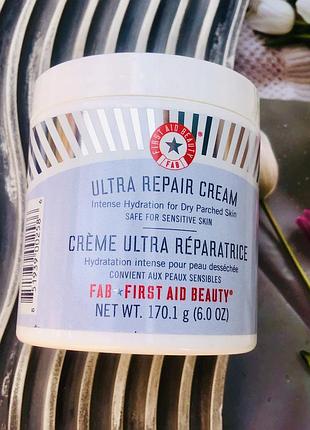 FIRST AID BEAUTY
FAB
ULTRA REPAIR CREAM
Intense Hydration for Dry Parched Skin
SAFE FOR SENSITIVE SKIN
CRÈME ULTRA RÉPARATRICE
Hydratation intense pour peau desséchée
CONVIENT AUX PEAUX SENSIBLES
FAB FIRST AID BEAUTY®
NET WT. 170.1 g (6.0 OZ)